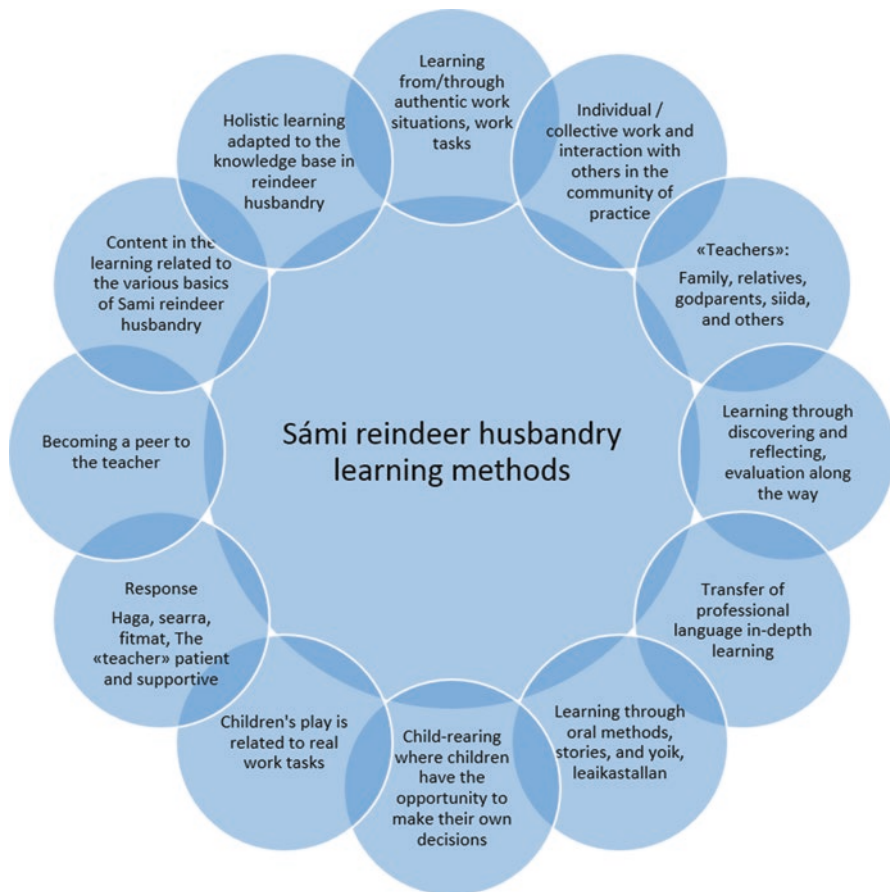 Sámi reindeer husbandry
learning methods
Learning
from/through
authentic work
situations, work
tasks
Individual /
collective work and
interaction with
others in the
community of
practice
«Teachers»:
Family, relatives,
godparents, siida,
and others
Learning through
discovering and
reflecting,
evaluation along
the way
Transfer of
professional
language in-depth
learning
Learning through
oral methods,
stories, and yoik,
leaikastallan
Child-rearing
where children
have the
opportunity to
make their own
decisions
Children's play is
related to real
work tasks
Response
Haga, searra,
fitmat, The
«teacher» patient
and supportive
Becoming a peer to
the teacher
Content in the
learning related to
the various basics
of Sami reindeer
husbandry
Holistic learning
adapted to the
knowledge base in
reindeer
husbandry